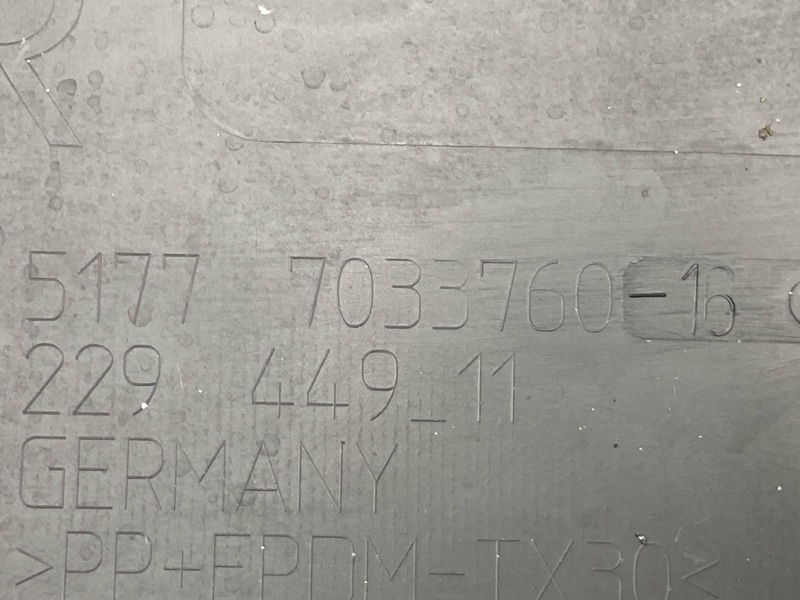 R
5177 7033760-16
229 449_11
GERMANY
>PP+EPDM-TX30<